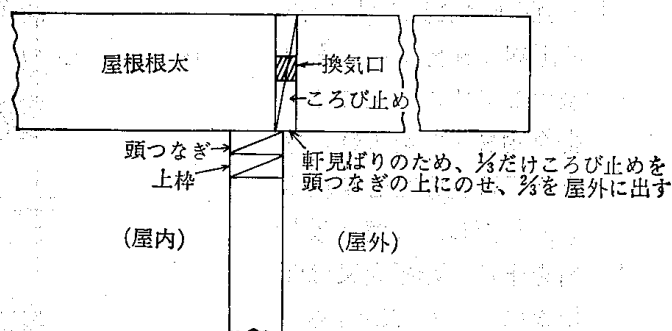 屋根根太
換気口
ころび止め
頭つなぎ
上枠
軒見ばりのため、1/3だけころび止めを
頭つなぎの上にのせ、2/3を屋外に出す
(屋内)
(屋外)